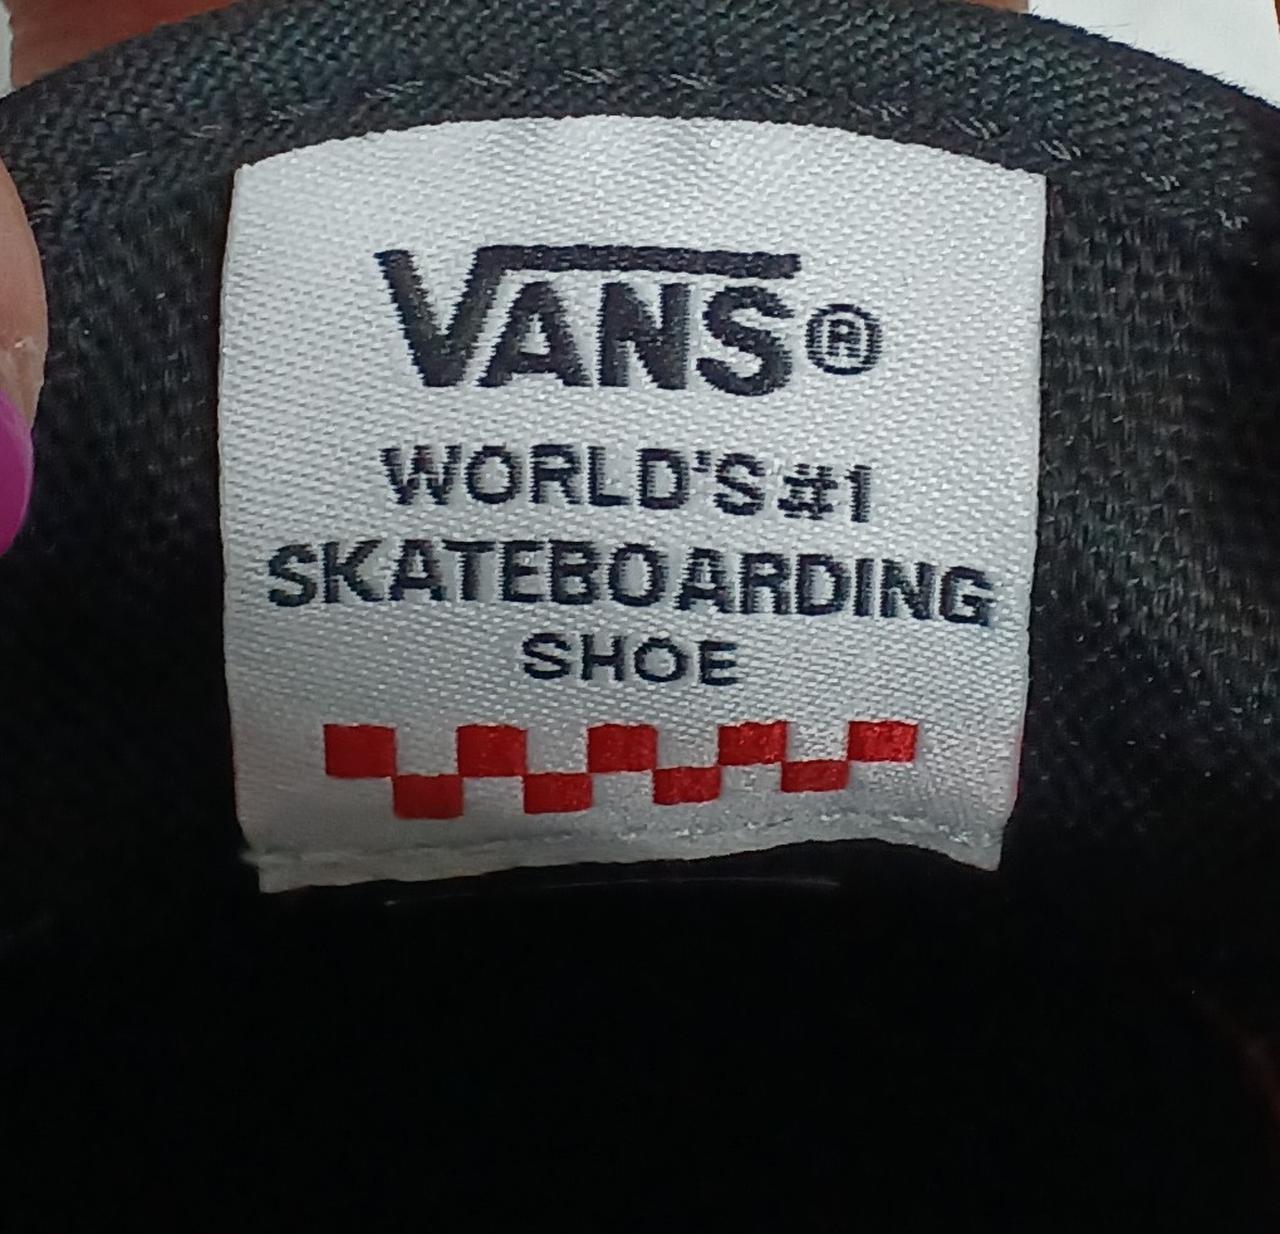 VANS®
WORLD'S #1
SKATEBOARDING
SHOE